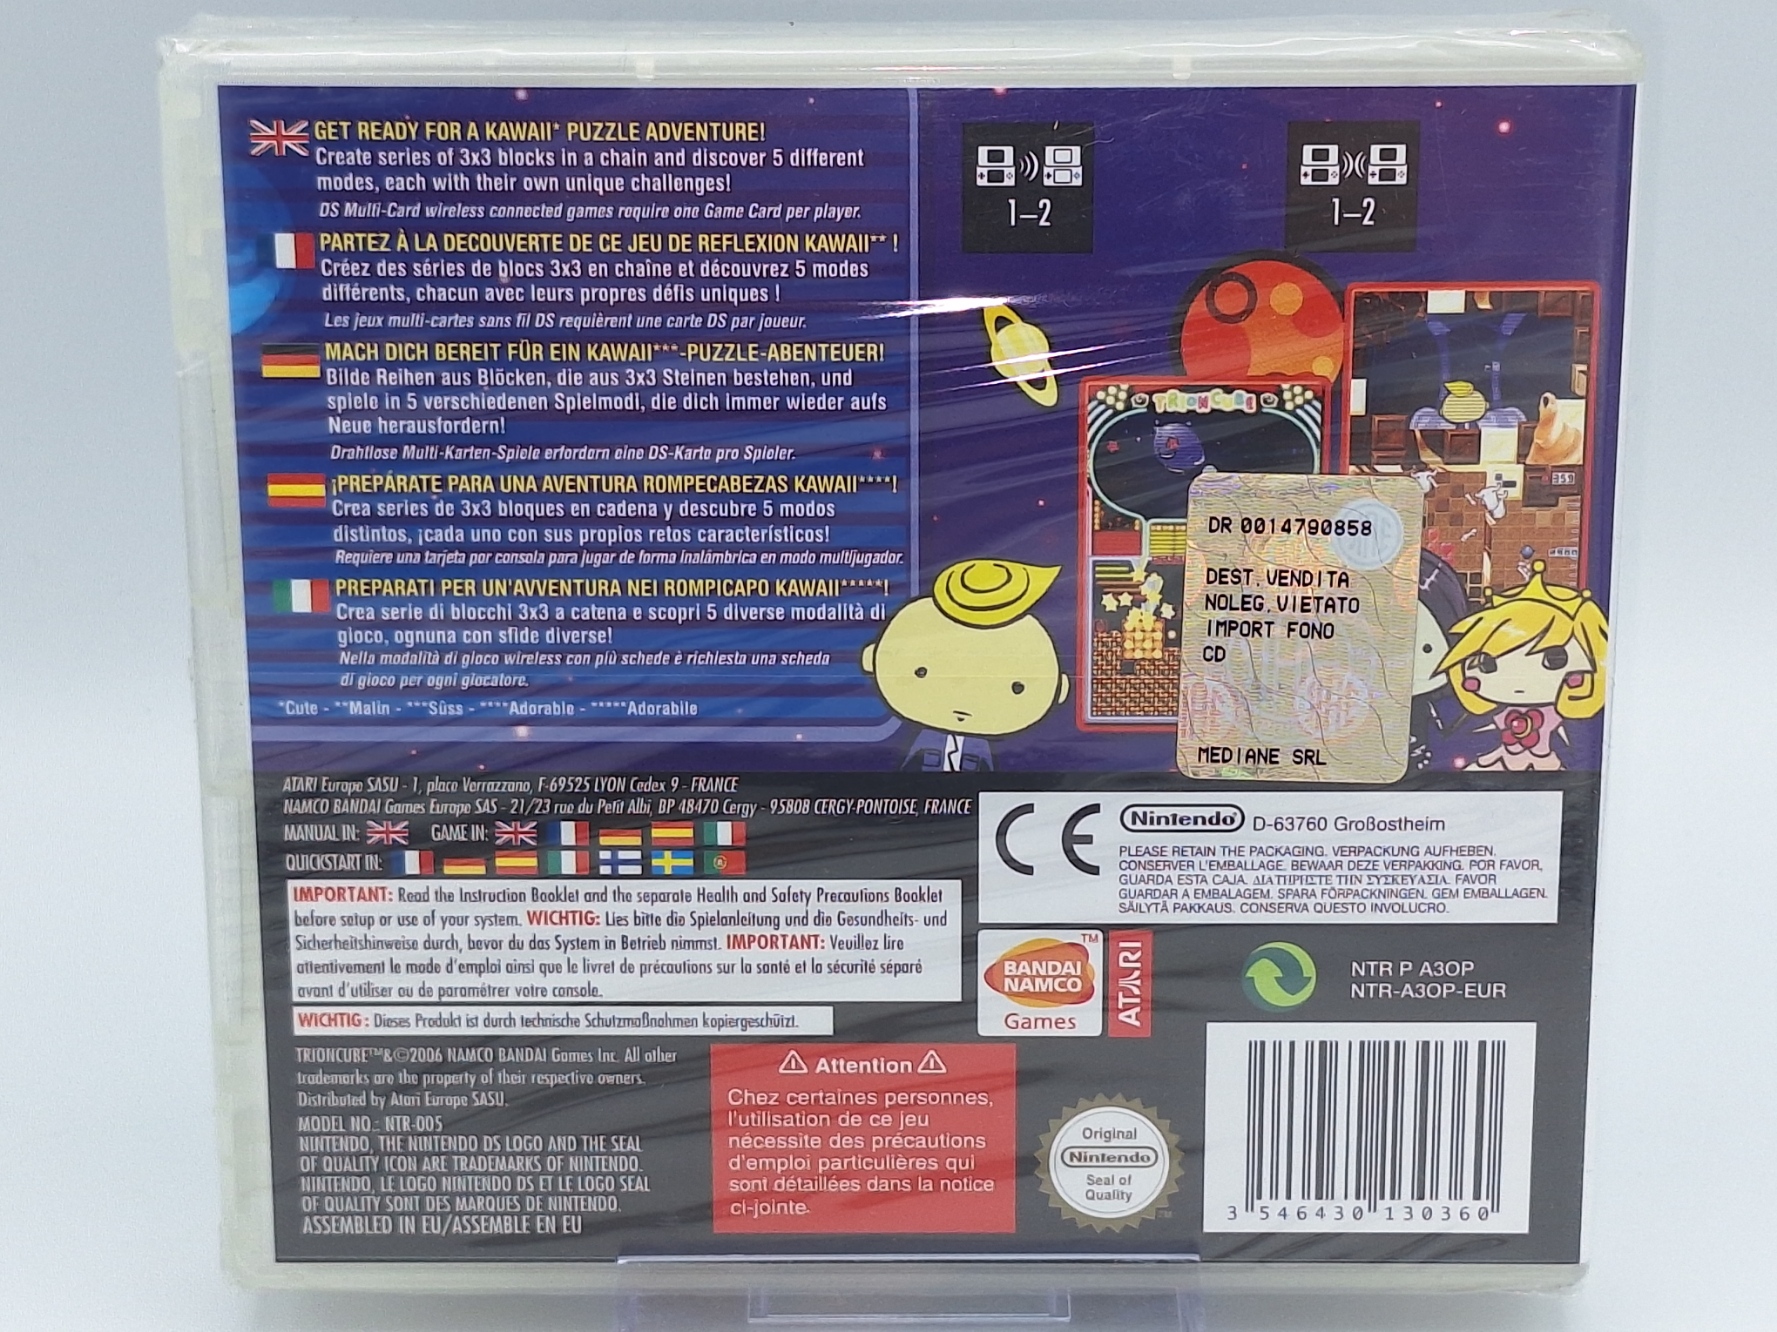 GET READY FOR A KAWAII* PUZZLE ADVENTURE!
Create series of 3x3 blocks in a chain and discover 5 different
modes, each with their own unique challenges!
DS Multi-Card wireless connected games require one Game Card per player.
PARTEZ À LA DECOUVERTE DE CE JEU DE REFLEXION KAWAII** !
Créez des séries de blocs 3x3 en chaîne et découvrez 5 modes
différents, chacun avec leurs propres défis uniques !
Les jeux multi-cartes sans fil DS requièrent une carte DS par joueur.
MACH DICH BEREIT FÜR EIN KAWAII***-PUZZLE-ABENTEUER!
Bilde Reihen aus Blöcken, die aus 3x3 Steinen bestehen, und
spiele in 5 verschiedenen Spielmodi, die dich immer wieder aufs
Neue herausfordern!
Drahtlose Multi-Karten-Spiele erfordern eine DS-Karte pro Spieler.
¡PREPÁRATE PARA UNA AVENTURA ROMPECABEZAS KAWAII****!
Crea series de 3x3 bloques en cadena y descubre 5 modos
distintos, ¡cada uno con sus propios retos característicos!
Requiere una tarjeta por consola para jugar de forma inalámbrica en modo multijugador.
PREPARATI PER UN'AVVENTURA NEI ROMPICAPO KAWAII*****!
Crea serie di blocchi 3x3 a catena e scopri 5 diverse modalità di
gioco, ognuna con sfide diverse!
Nella modalità di gioco wireless con più schede è richiesta una scheda
di gioco per ogni giocatore.
*Cute - **Malin - ***Süss - ****Adorable - *****Adorabile
1–2
1–2
TRIONCUBE
DR 0014790858
DEST.VENDITA
NOLEG.VIETATO
IMPORT FONO
CD
MEDIANE SRL
ATARI Europe SASU - 1, place Verrazzano, F-69525 LYON Cedex 9 - FRANCE
NAMCO BANDAI Games Europe SAS - 21/23 rue du Petit Albi, BP 48470 Cergy - 95808 CERGY-PONTOISE, FRANCE
MANUAL IN: GAME IN:
QUICKSTART IN:
IMPORTANT: Read the Instruction Booklet and the separate Health and Safety Precautions Booklet
before setup or use of your system. WICHTIG: Lies bitte die Spielanleitung und die Gesundheits- und
Sicherheitshinweise durch, bevor du das System in Betrieb nimmst. IMPORTANT: Veuillez lire
attentivement le mode d'emploi ainsi que le livret de précautions sur la santé et la sécurité séparé
avant d'utiliser ou de paramétrer votre console.
WICHTIG: Dieses Produkt ist durch technische Schutzmaßnahmen kopiergeschützt.
TRIONCUBE™&©2006 NAMCO BANDAI Games Inc. All other
trademarks are the property of their respective owners.
Distributed by Atari Europe SASU.
MODEL NO.: NTR-005
NINTENDO, THE NINTENDO DS LOGO AND THE SEAL
OF QUALITY ICON ARE TRADEMARKS OF NINTENDO.
NINTENDO, LE LOGO NINTENDO DS ET LE LOGO SEAL
OF QUALITY SONT DES MARQUES DE NINTENDO.
ASSEMBLED IN EU/ASSEMBLE EN EU
CE
Nintendo® D-63760 Großostheim
PLEASE RETAIN THE PACKAGING. VERPACKUNG AUFHEBEN.
CONSERVER L'EMBALLAGE. BEWAAR DEZE VERPAKKING. POR FAVOR,
GUARDA ESTA CAJA. ΔΙΑΤΗΡΗΣΤΕ ΤΗΝ ΣΥΣΚΕΥΑΣΙΑ. FAVOR
GUARDAR A EMBALAGEM. SPARA FÖRPACKNINGEN. GEM EMBALLAGEN.
SÄILYTÄ PAKKAUS. CONSERVA QUESTO INVOLUCRO.
BANDAI
NAMCO
Games
TM
ATARI
NTR P A3OP
NTR-A3OP-EUR
⚠ Attention ⚠
Chez certaines personnes,
l'utilisation de ce jeu
nécessite des précautions
d'emploi particulières qui
sont détaillées dans la notice
ci-jointe.
Original
Nintendo
Seal of
Quality
TM
3 546430 130360